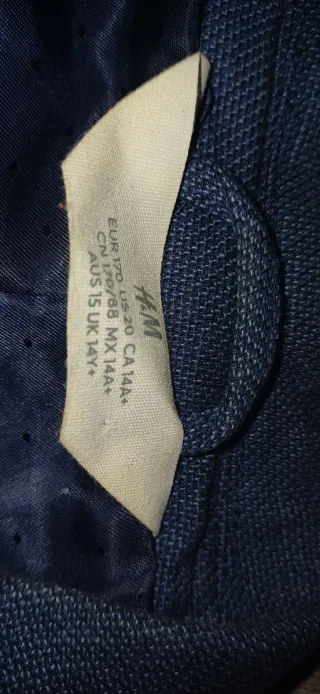 H&M
EUR 170 US 20 CA 14A+
CN 170/88 MX 14A+
AUS 15 UK 14Y+